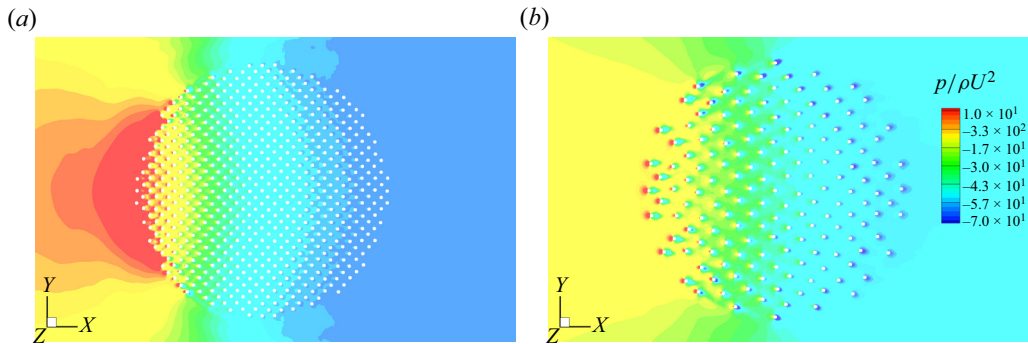 (a)
(b)
p/ρU²
1.0 × 10¹
–3.3 × 10²
–1.7 × 10¹
–3.0 × 10¹
–4.3 × 10¹
–5.7 × 10¹
–7.0 × 10¹
Y
Z X
Y
Z X